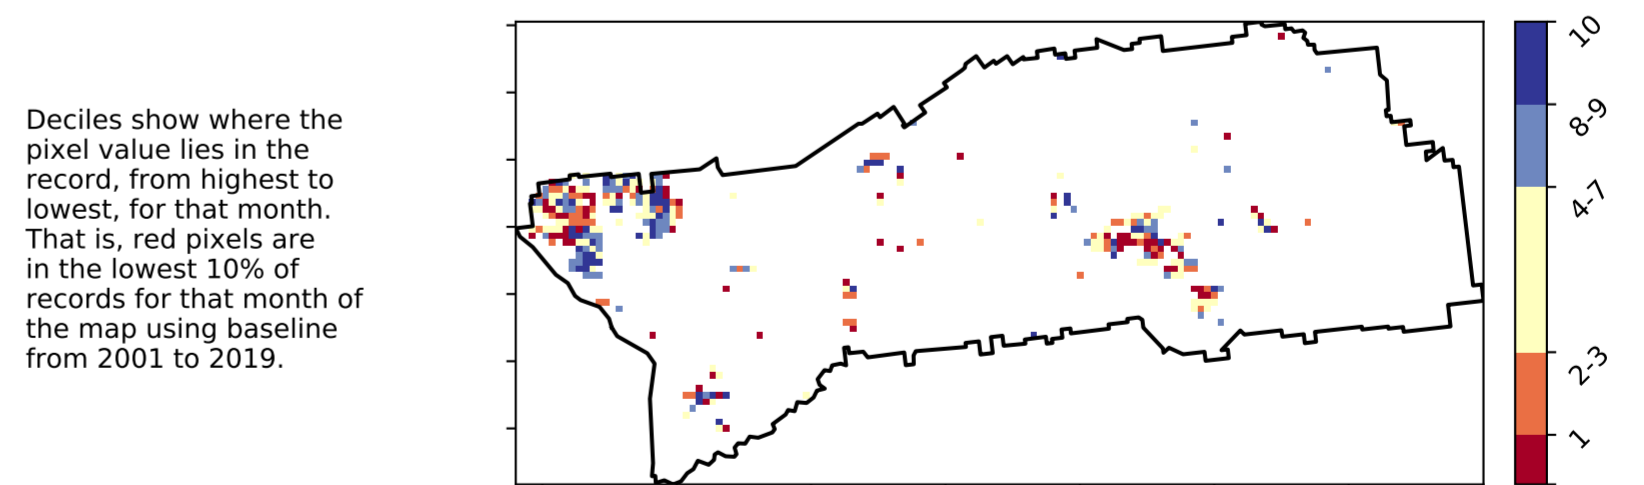 Deciles show where the
pixel value lies in the
record, from highest to
lowest, for that month.
That is, red pixels are
in the lowest 10% of
records for that month of
the map using baseline
from 2001 to 2019.
10
8-9
4-7
2-3
1